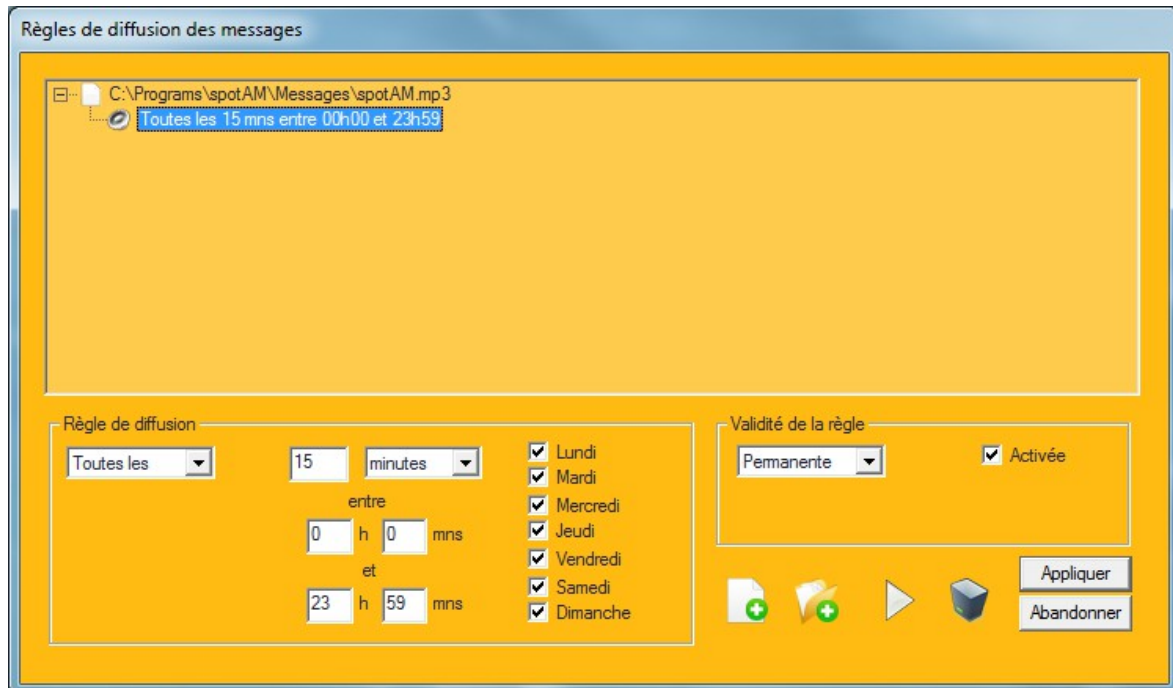 Règles de diffusion des messages
C:\Programs\spotAM\Messages\spotAM.mp3
Toutes les 15 mns entre 00h00 et 23h59
Règle de diffusion
Toutes les
15 minutes
entre
0 h 0 mns
et
23 h 59 mns
Lundi
Mardi
Mercredi
Jeudi
Vendredi
Samedi
Dimanche
Validité de la règle
Permanente
Activée
Appliquer
Abandonner